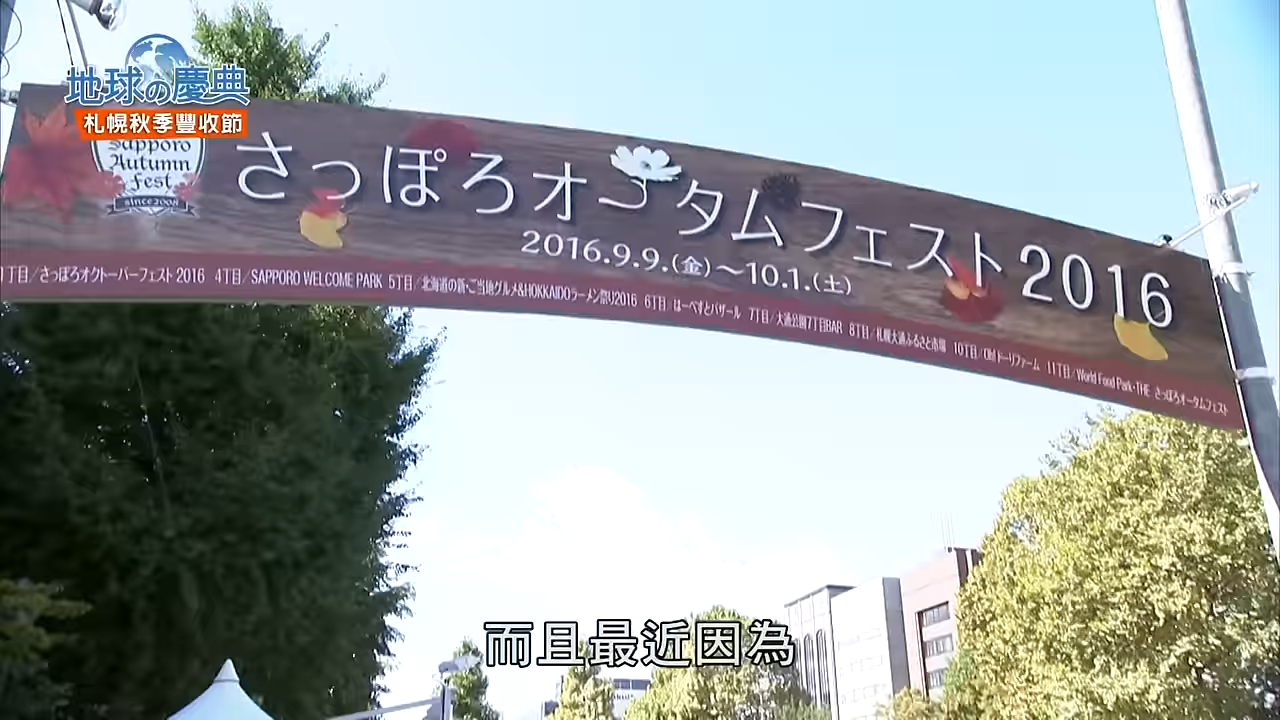 地球の慶典
札幌秋季豐收節
Sapporo
Autumn
Fest
since2008
さっぽろオータムフェスト2016
2016.9.9.(金)～10.1.(土)
1丁目/さっぽろオクトーバーフェスト2016 4丁目/SAPPORO WELCOME PARK 5丁目/北海道の新・ご当地グルメ&HOKKAIDOラーメン祭り2016 6丁目/はーべすとバザール 7丁目/大通公園7丁目BAR 8丁目/札幌大通ふるさと市場 10丁目/Oh!ドーリファーム 11丁目/World Food Park・THE さっぽろオータムフェスト
而且最近因為